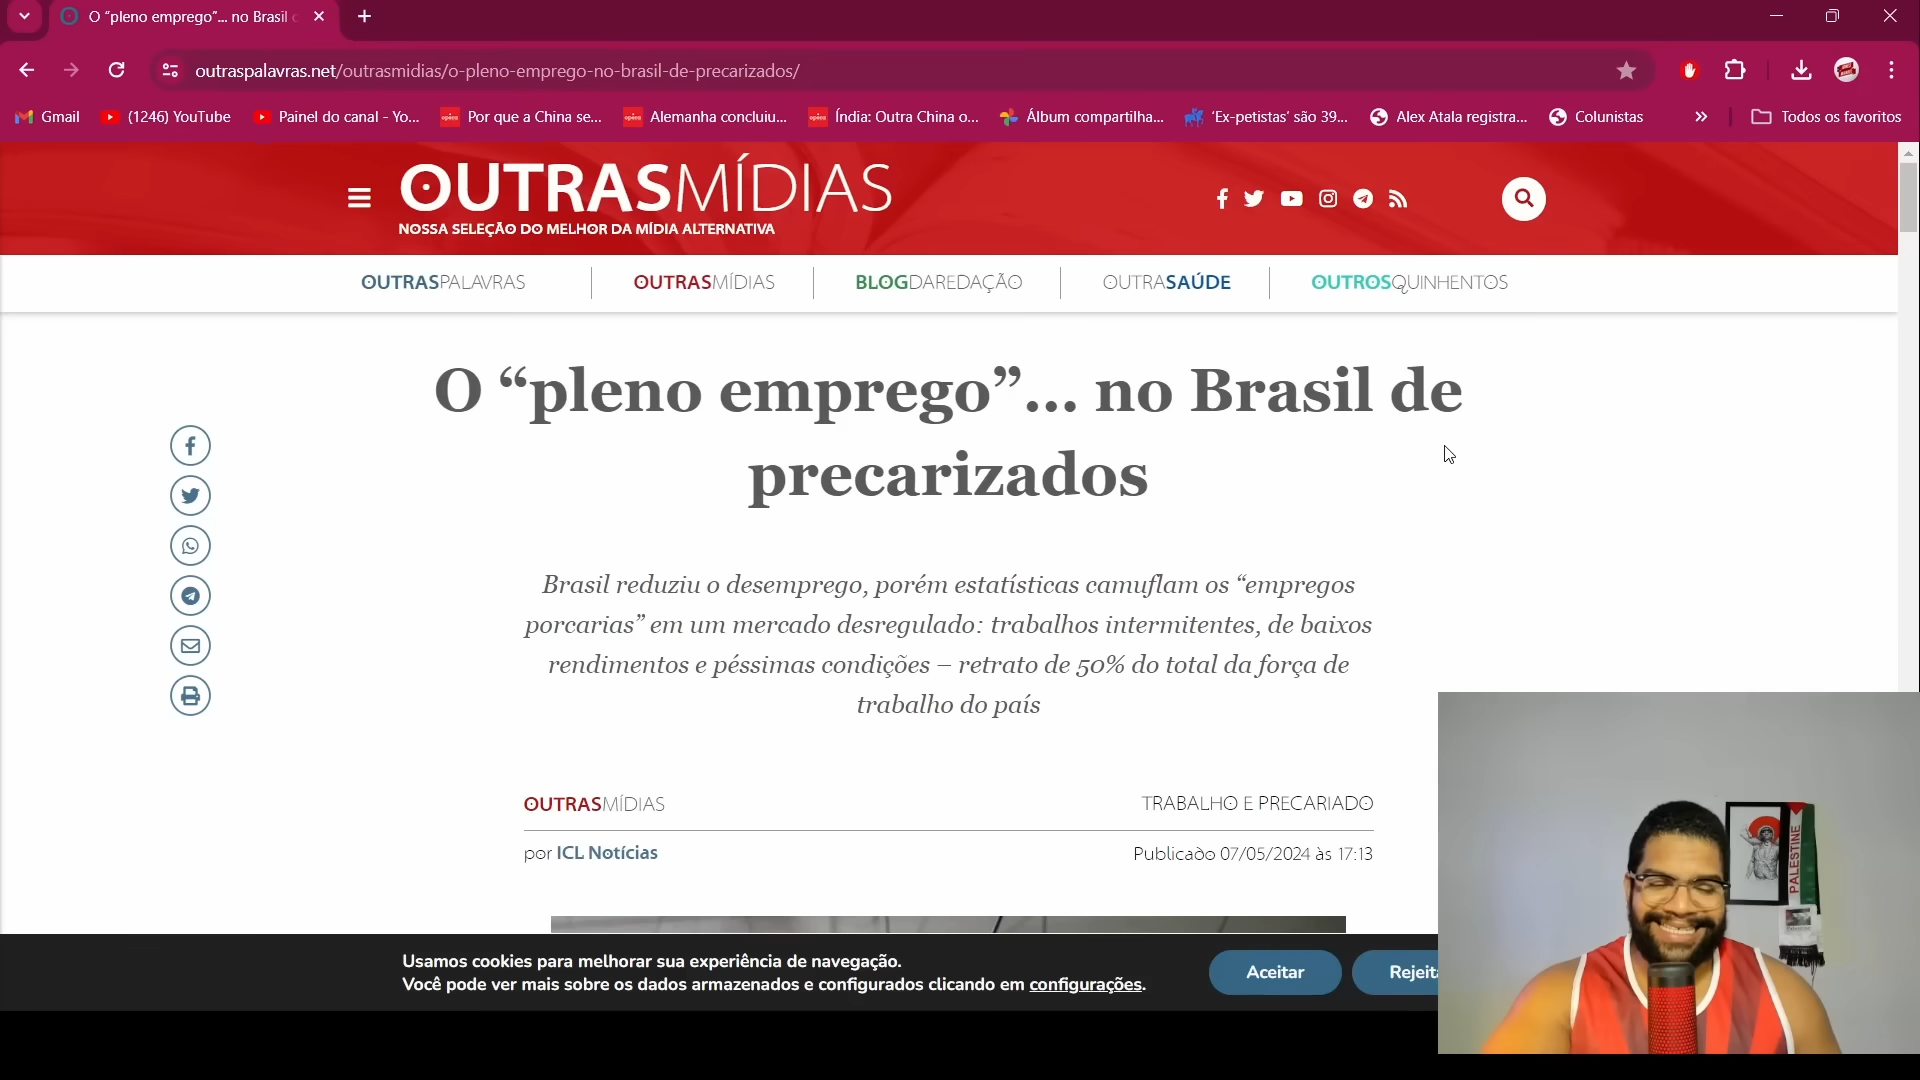 O “pleno emprego”... no Brasil
outraspalavras.net/outrasmidias/o-pleno-emprego-no-brasil-de-precarizados/
Gmail
(1246) YouTube
Painel do canal - Yo...
Por que a China se...
Alemanha concluiu...
Índia: Outra China o...
Álbum compartilha...
‘Ex-petistas’ são 39...
Alex Atala registra...
Colunistas
Todos os favoritos
OUTRASMÍDIAS
NOSSA SELEÇÃO DO MELHOR DA MÍDIA ALTERNATIVA
OUTRASPALAVRAS
OUTRASMÍDIAS
BLOGDAREDAÇÃO
OUTRASAÚDE
OUTROSQUINHENTOS
O “pleno emprego”... no Brasil de
precarizados
Brasil reduziu o desemprego, porém estatísticas camuflam os “empregos
porcarias” em um mercado desregulado: trabalhos intermitentes, de baixos
rendimentos e péssimas condições – retrato de 50% do total da força de
trabalho do país
OUTRASMÍDIAS
TRABALHO E PRECARIADO
por ICL Notícias
Publicado 07/05/2024 às 17:13
PALESTINE
Usamos cookies para melhorar sua experiência de navegação.
Você pode ver mais sobre os dados armazenados e configurados clicando em configurações.
Aceitar
Rejeit